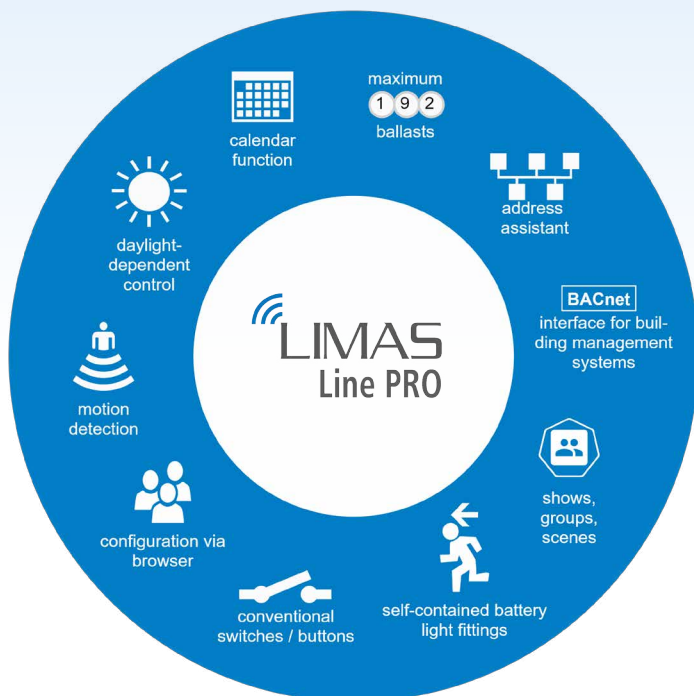 maximum
1 9 2
ballasts
calendar
function
address
assistant
daylight-
dependent
control
BACnet
interface for buil-
ding management
systems
LIMAS
Line PRO
motion
detection
shows,
groups,
scenes
configuration via
browser
self-contained battery
light fittings
conventional
switches / buttons